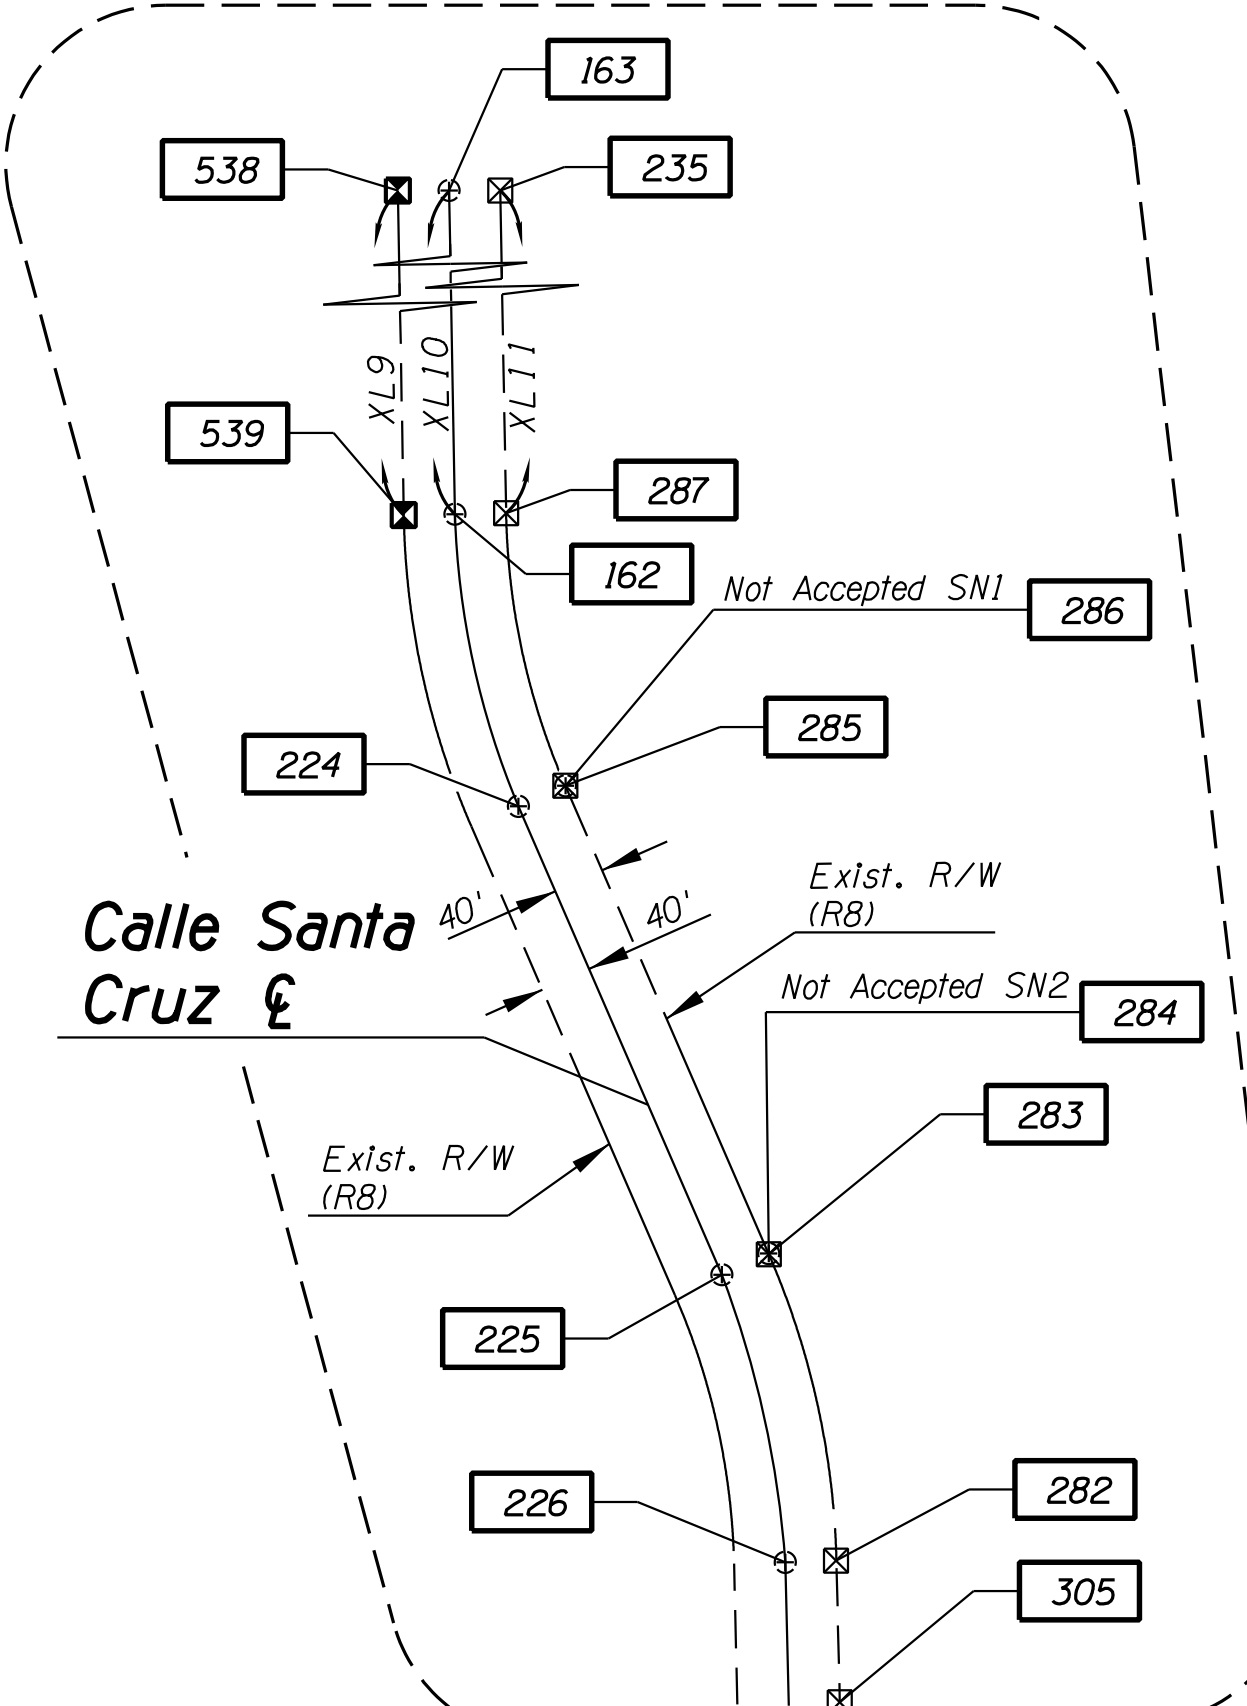 163
538
235
XL9
XL10
XL11
539
287
162
Not Accepted SN1
286
285
224
Exist. R/W
(R8)
40'
40'
Calle Santa
Cruz ℄
Not Accepted SN2
284
283
Exist. R/W
(R8)
225
226
282
305